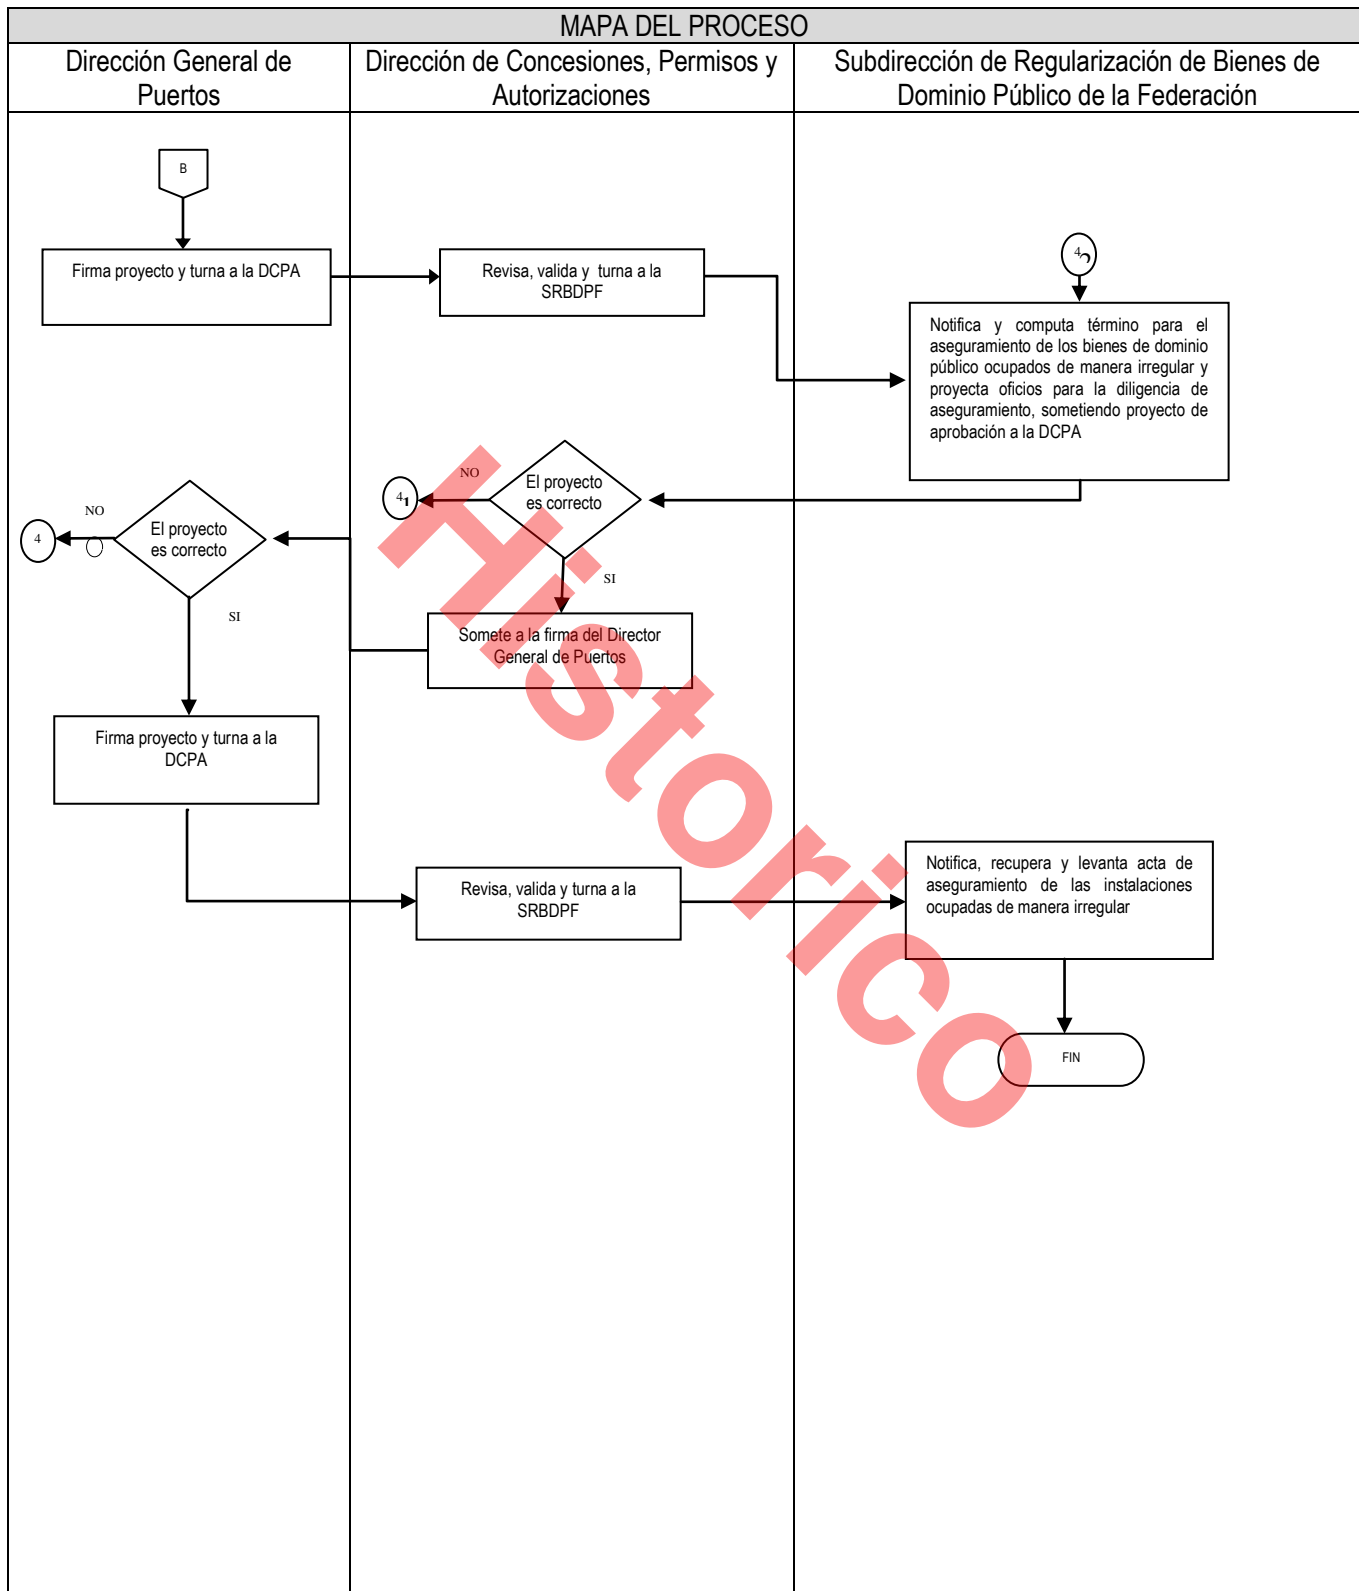 MAPA DEL PROCESO
Dirección General de
Puertos
Dirección de Concesiones, Permisos y
Autorizaciones
Subdirección de Regularización de Bienes de
Dominio Público de la Federación
B
Firma proyecto y turna a la DCPA
Revisa, valida y turna a la
SRBDPF
4
Notifica y computa término para el
aseguramiento de los bienes de dominio
público ocupados de manera irregular y
proyecta oficios para la diligencia de
aseguramiento, sometiendo proyecto de
aprobación a la DCPA
El proyecto
es correcto
NO
4
SI
El proyecto
es correcto
NO
4
SI
Somete a la firma del Director
General de Puertos
Firma proyecto y turna a la
DCPA
Revisa, valida y turna a la
SRBDPF
Notifica, recupera y levanta acta de
aseguramiento de las instalaciones
ocupadas de manera irregular
FIN
Historico